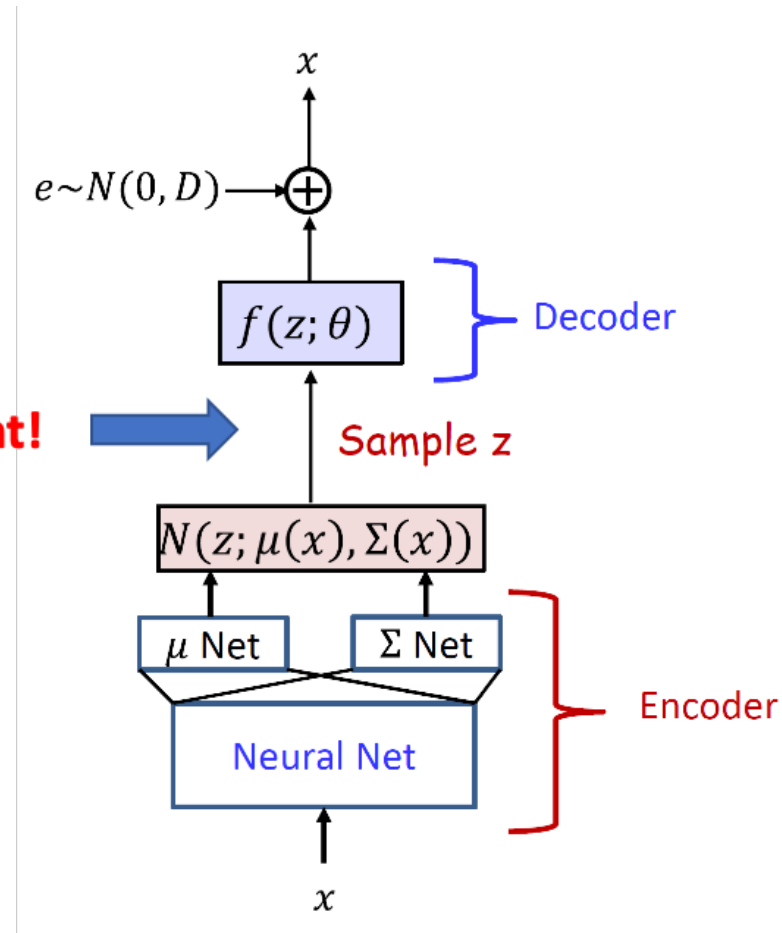 x
e~N(0, D)
+
f(z; θ)
Decoder
nt!
Sample z
N(z; μ(x), Σ(x))
μ Net
Σ Net
Encoder
Neural Net
x